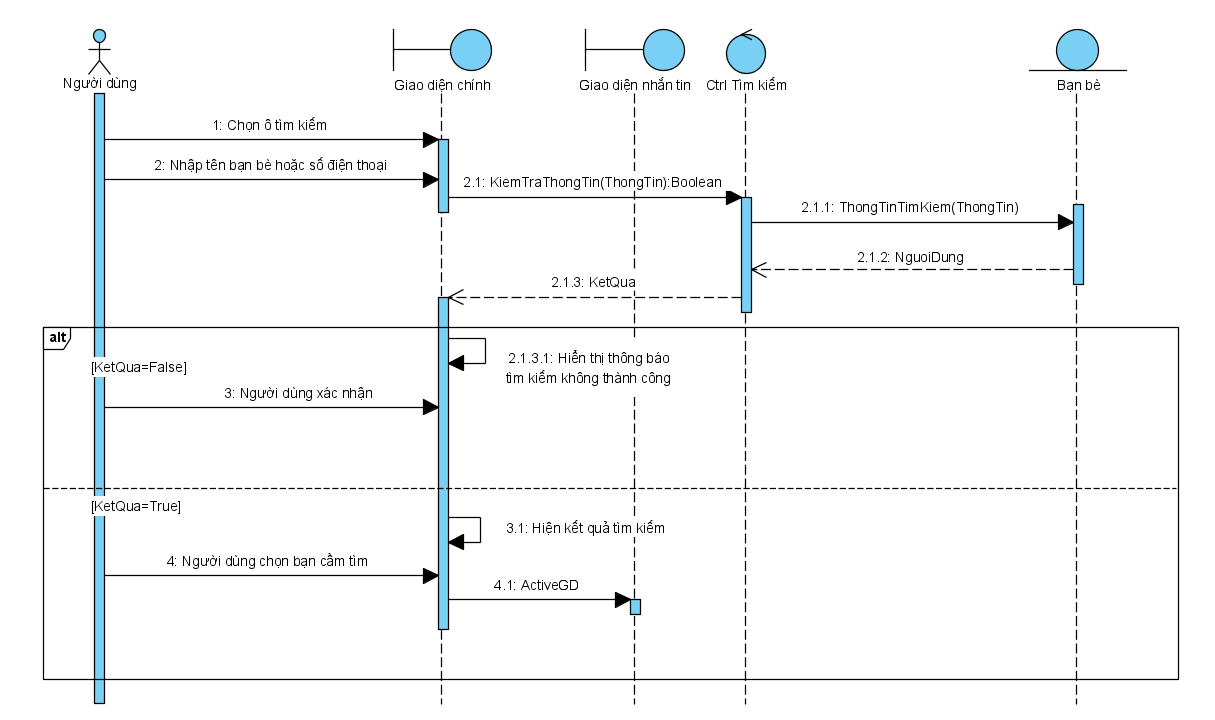 Người dùng
Giao diện chính
Giao diện nhắn tin
Ctrl Tìm kiếm
Bạn bè
1: Chọn ô tìm kiếm
2: Nhập tên bạn bè hoặc số điện thoại
2.1: KiemTraThongTin(ThongTin):Boolean
2.1.1: ThongTinTimKiem(ThongTin)
2.1.2: NguoiDung
2.1.3: KetQua
alt
[KetQua=False]
2.1.3.1: Hiển thị thông báo
tìm kiếm không thành công
3: Người dùng xác nhận
[KetQua=True]
3.1: Hiện kết quả tìm kiếm
4: Người dùng chọn bạn cầm tìm
4.1: ActiveGD